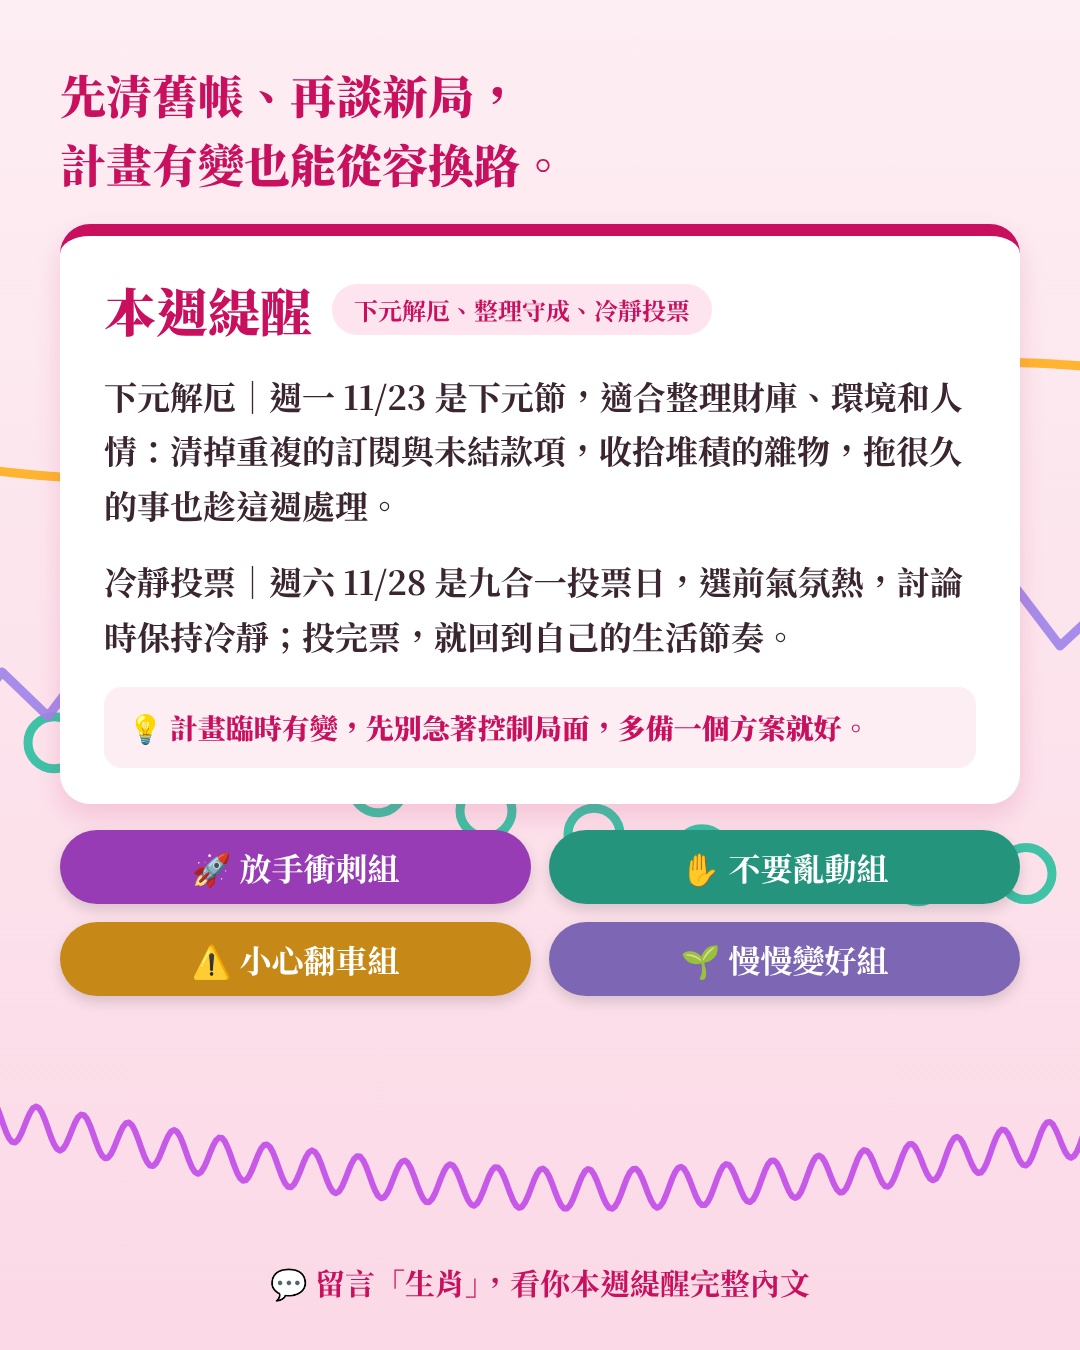 先清舊帳、再談新局，
計畫有變也能從容換路。
本週緹醒
下元解厄、整理守成、冷靜投票
下元解厄｜週一 11/23 是下元節，適合整理財庫、環境和人
情：清掉重複的訂閱與未結款項，收拾堆積的雜物，拖很久
的事也趁這週處理。
冷靜投票｜週六 11/28 是九合一投票日，選前氣氛熱，討論
時保持冷靜；投完票，就回到自己的生活節奏。
💡 計畫臨時有變，先別急著控制局面，多備一個方案就好。
🚀 放手衝刺組
✋ 不要亂動組
⚠️ 小心翻車組
🌱 慢慢變好組
💬 留言「生肖」，看你本週緹醒完整內文